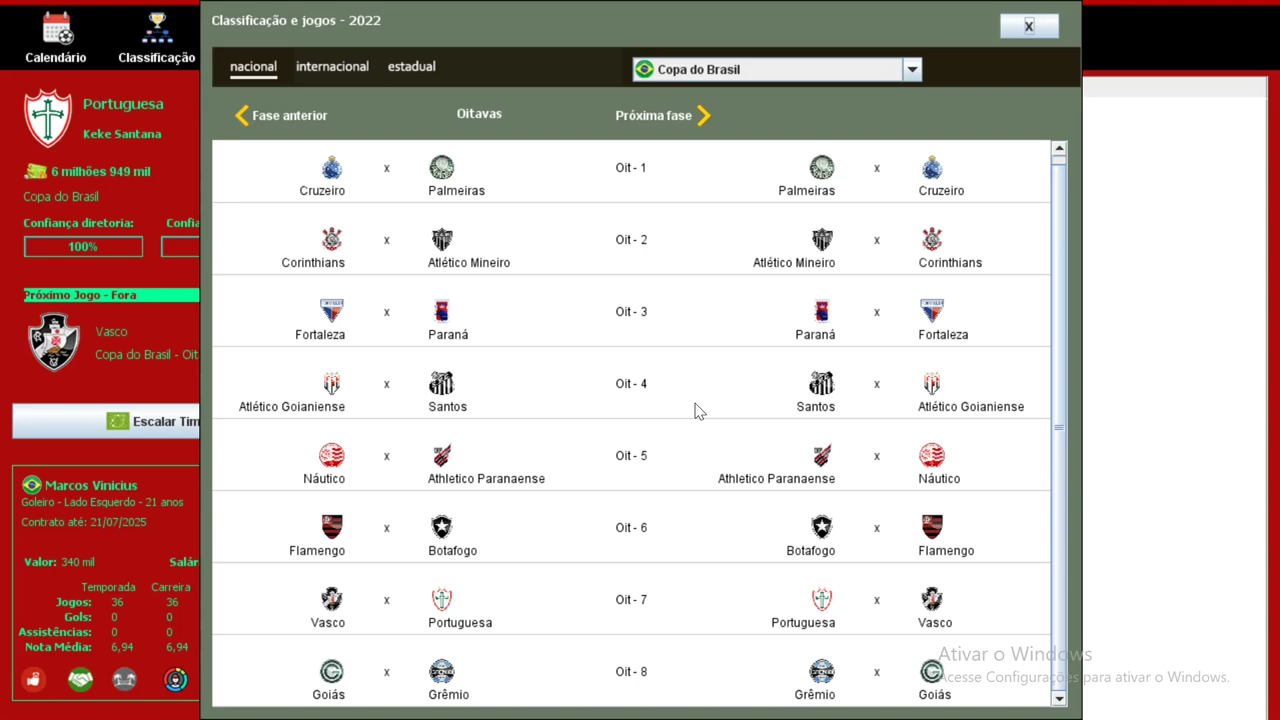 Calendário
Classificação
Portuguesa
Keke Santana
6 milhões 949 mil
Copa do Brasil
Confiança diretoria:
100%
Próximo Jogo - Fora
Vasco
Copa do Brasil - Oit
Marcos Vinicius
Goleiro - Lado Esquerdo - 21 anos
Contrato até: 21/07/2025
Valor: 340 mil
Temporada Carreira
Jogos: 36 36
Gols: 0 0
Assistências: 0 0
Nota Média: 6,94 6,94
Classificação e jogos - 2022
X
nacional internacional estadual
Copa do Brasil
Fase anterior Oitavas Próxima fase
x Oit - 1 x
Cruzeiro Palmeiras Palmeiras Cruzeiro
x Oit - 2 x
Corinthians Atlético Mineiro Atlético Mineiro Corinthians
x Oit - 3 x
Fortaleza Paraná Paraná Fortaleza
x Oit - 4 x
Atlético Goianiense Santos Santos Atlético Goianiense
x Oit - 5 x
Náutico Athletico Paranaense Athletico Paranaense Náutico
x Oit - 6 x
Flamengo Botafogo Botafogo Flamengo
x Oit - 7 x
Vasco Portuguesa Portuguesa Vasco
x Oit - 8 x
Goiás Grêmio Grêmio Goiás
Ativar o Windows
Acesse Configurações para ativar o Windows.